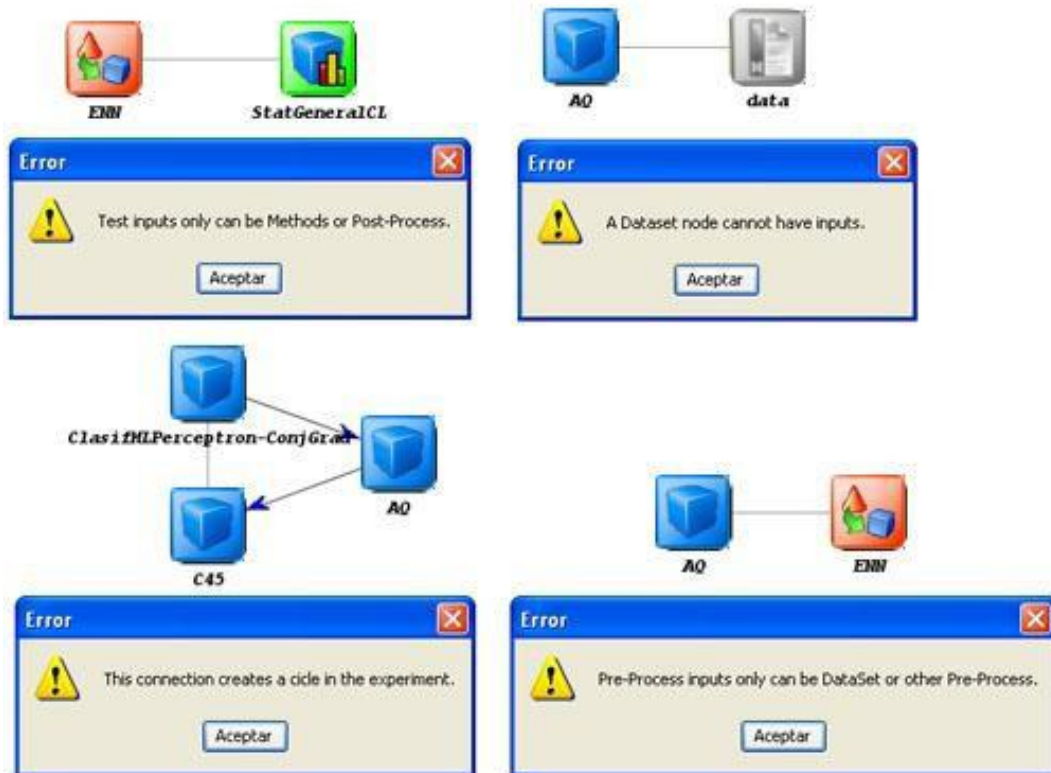 ENN
StatGeneralCL
AQ
data
Error
Test inputs only can be Methods or Post-Process.
Aceptar
Error
A Dataset node cannot have inputs.
Aceptar
ClasifMLPerceptron-ConjGrad
AQ
C45
AQ
ENN
Error
This connection creates a cicle in the experiment.
Aceptar
Error
Pre-Process inputs only can be DataSet or other Pre-Process.
Aceptar